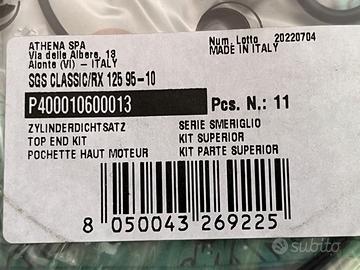 ATHENA SPA
Via delle Albere, 13
Alonte (VI) - ITALY
Num. Lotto 20220704
MADE IN ITALY
SGS CLASSIC/RX 125 95-10
P400010600013
Pcs. N.: 11
ZYLINDERDICHTSATZ
TOP END KIT
POCHETTE HAUT MOTEUR
SERIE SMERIGLIO
KIT SUPERIOR
KIT PARTE SUPERIOR
8 050043 269225
subito